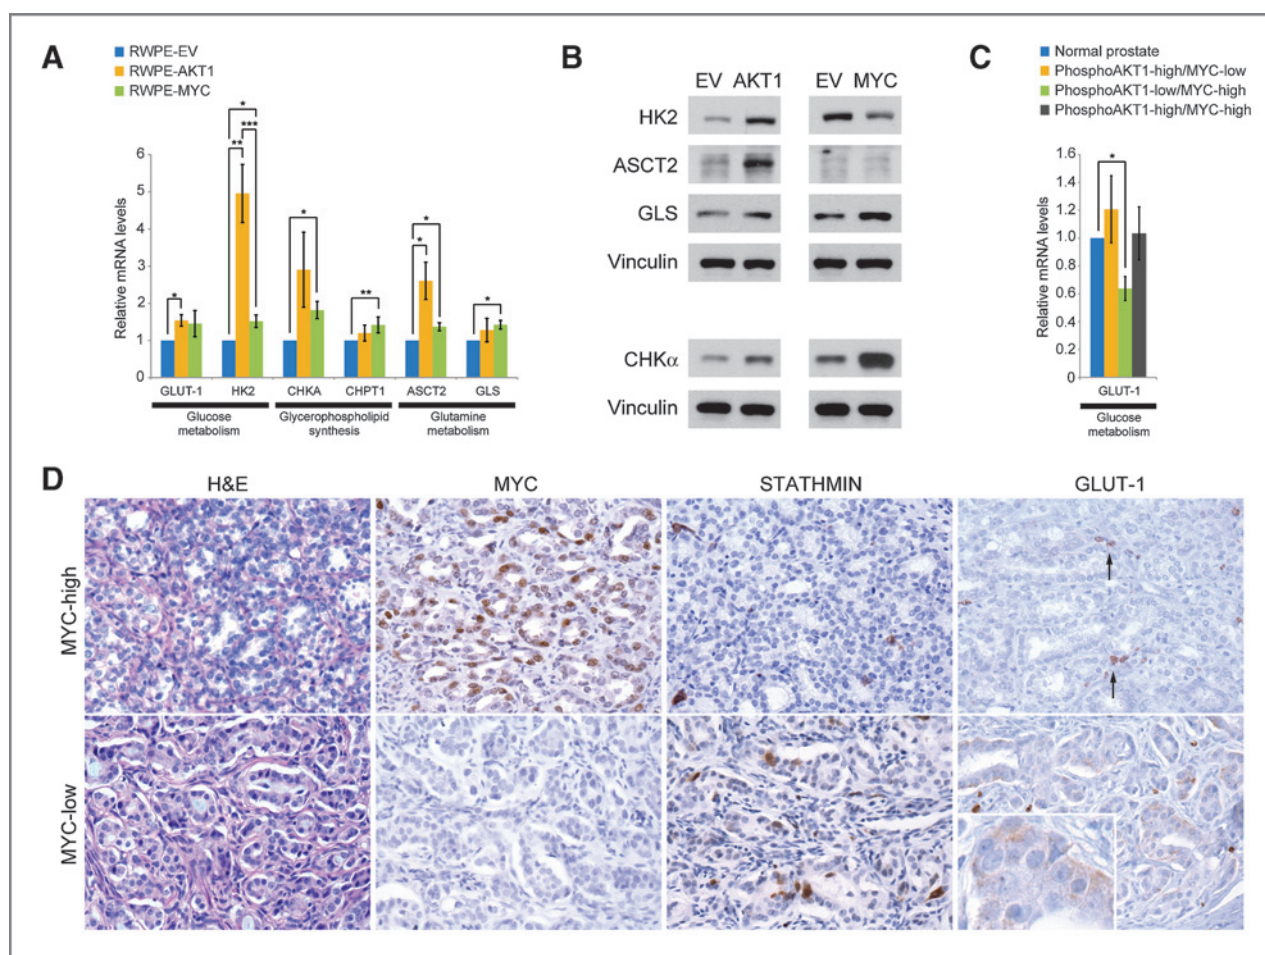 A
RWPE-EV
RWPE-AKT1
RWPE-MYC
Relative mRNA levels
6
5
4
3
2
1
0
*
**
*
***
*
**
*
*
*
GLUT-1 HK2 CHKA CHPT1 ASCT2 GLS
Glucose metabolism
Glycerophospholipid synthesis
Glutamine metabolism
B
EV AKT1 EV MYC
HK2
ASCT2
GLS
Vinculin
CHKα
Vinculin
C
Normal prostate
PhosphoAKT1-high/MYC-low
PhosphoAKT1-low/MYC-high
PhosphoAKT1-high/MYC-high
Relative mRNA levels
1.6
1.4
1.2
1.0
0.8
0.6
0.4
0.2
0
*
GLUT-1
Glucose
metabolism
D
H&E MYC STATHMIN GLUT-1
MYC-high
MYC-low